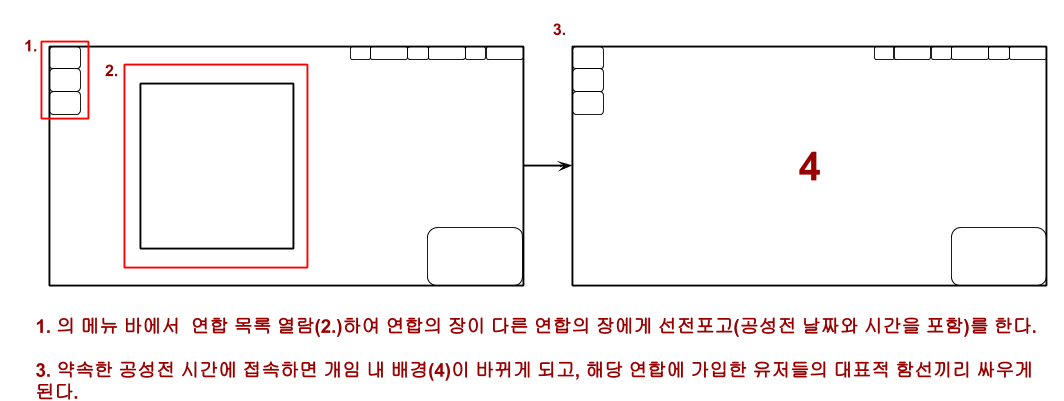 1.
2.
3.
4
1. 의 메뉴 바에서 연합 목록 열람(2.)하여 연합의 장이 다른 연합의 장에게 선전포고(공성전 날짜와 시간을 포함)를 한다.
3. 약속한 공성전 시간에 접속하면 개임 내 배경(4)이 바뀌게 되고, 해당 연합에 가입한 유저들의 대표적 함선끼리 싸우게
된다.